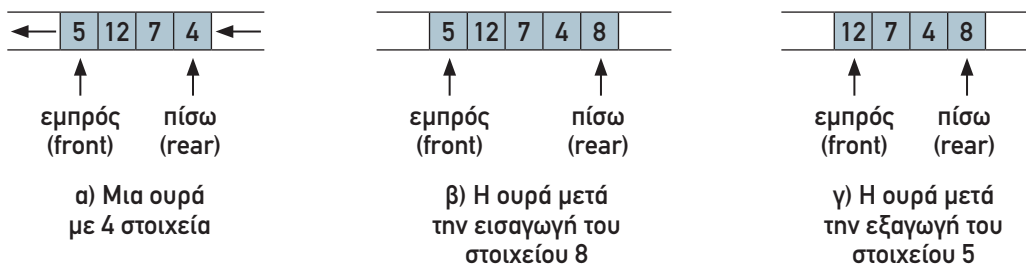 5 12 7 4
εμπρός πίσω
(front) (rear)
α) Μια ουρά
με 4 στοιχεία
5 12 7 4 8
εμπρός πίσω
(front) (rear)
β) Η ουρά μετά
την εισαγωγή του
στοιχείου 8
12 7 4 8
εμπρός πίσω
(front) (rear)
γ) Η ουρά μετά
την εξαγωγή του
στοιχείου 5